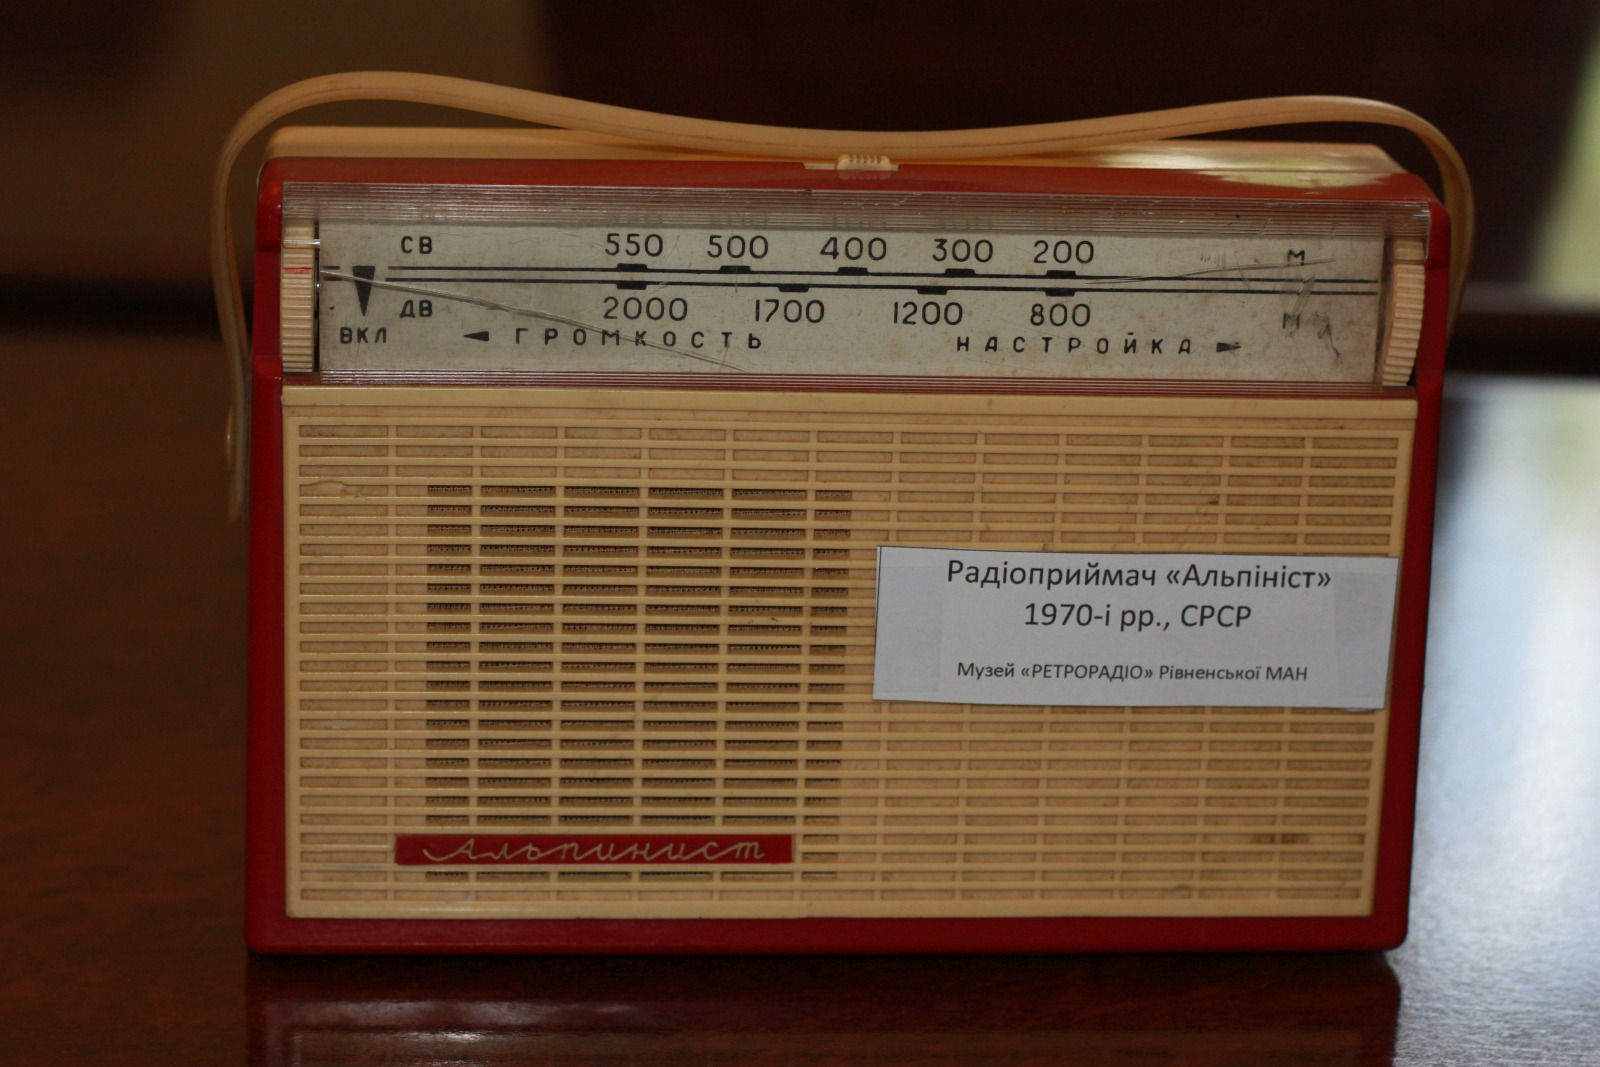 СВ 550 500 400 300 200 М
ДВ 2000 1700 1200 800 М
ВКЛ ГРОМКОСТЬ НАСТРОЙКА
Радіоприймач «Альпініст»
1970-і рр., СРСР
Музей «РЕТРОРАДІО» Рівненської МАН
Альпинист